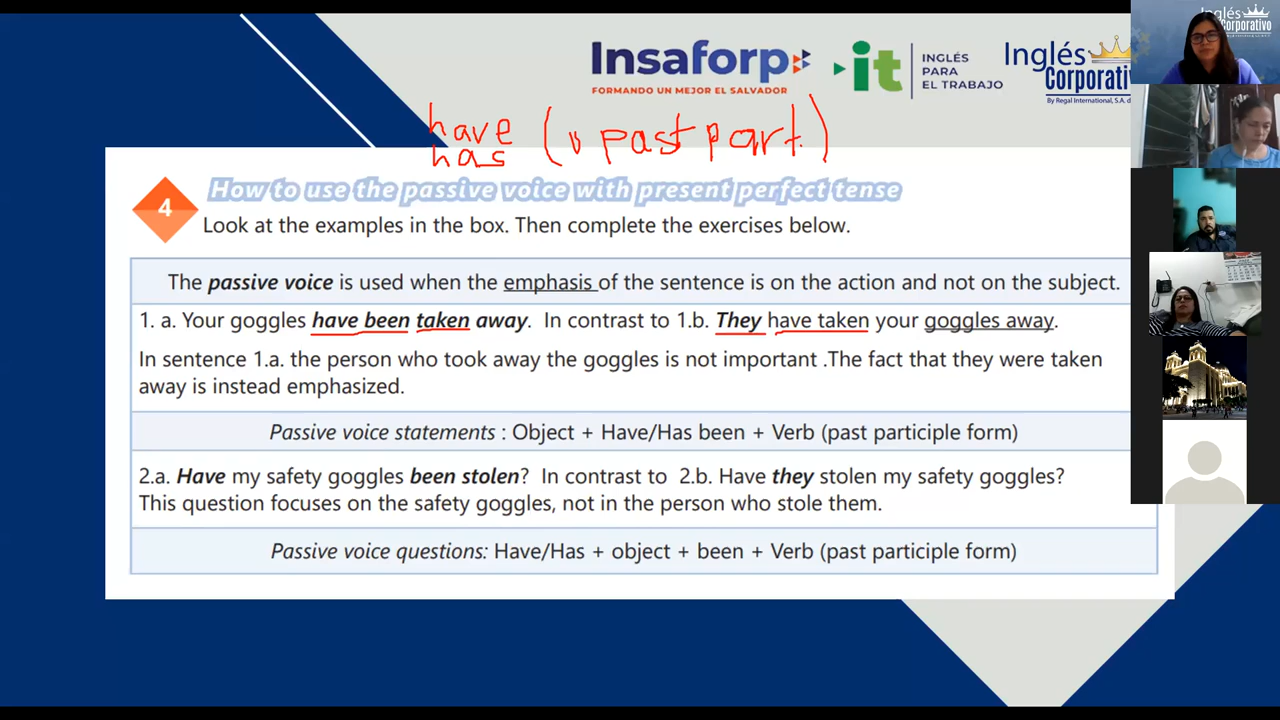 Insaforp
FORMANDO UN MEJOR EL SALVADOR
it
INGLÉS
PARA
EL TRABAJO
Inglés
Corporativ
By Regal International, S.A. d
Inglés
Corporativo
have
has
( v past part. )
4
How to use the passive voice with present perfect tense
Look at the examples in the box. Then complete the exercises below.
The passive voice is used when the emphasis of the sentence is on the action and not on the subject.
1. a. Your goggles have been taken away. In contrast to 1.b. They have taken your goggles away.
In sentence 1.a. the person who took away the goggles is not important .The fact that they were taken
away is instead emphasized.
Passive voice statements : Object + Have/Has been + Verb (past participle form)
2.a. Have my safety goggles been stolen? In contrast to 2.b. Have they stolen my safety goggles?
This question focuses on the safety goggles, not in the person who stole them.
Passive voice questions: Have/Has + object + been + Verb (past participle form)